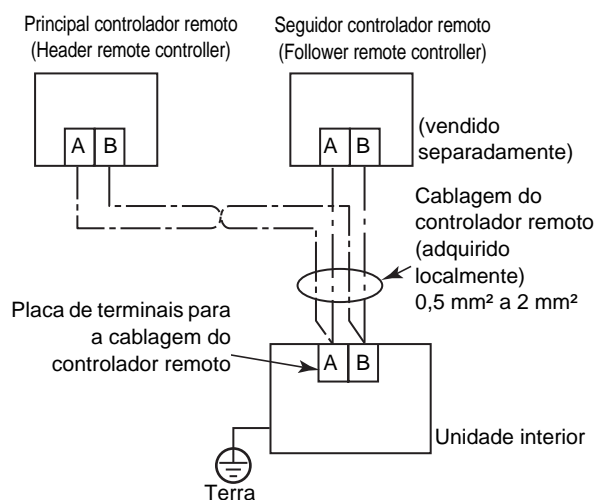 Principal controlador remoto
(Header remote controller)
Seguidor controlador remoto
(Follower remote controller)
A B
A B
(vendido
separadamente)
Cablagem do
controlador remoto
(adquirido
localmente)
0,5 mm² a 2 mm²
Placa de terminais para
a cablagem do
controlador remoto
A B
Unidade interior
Terra